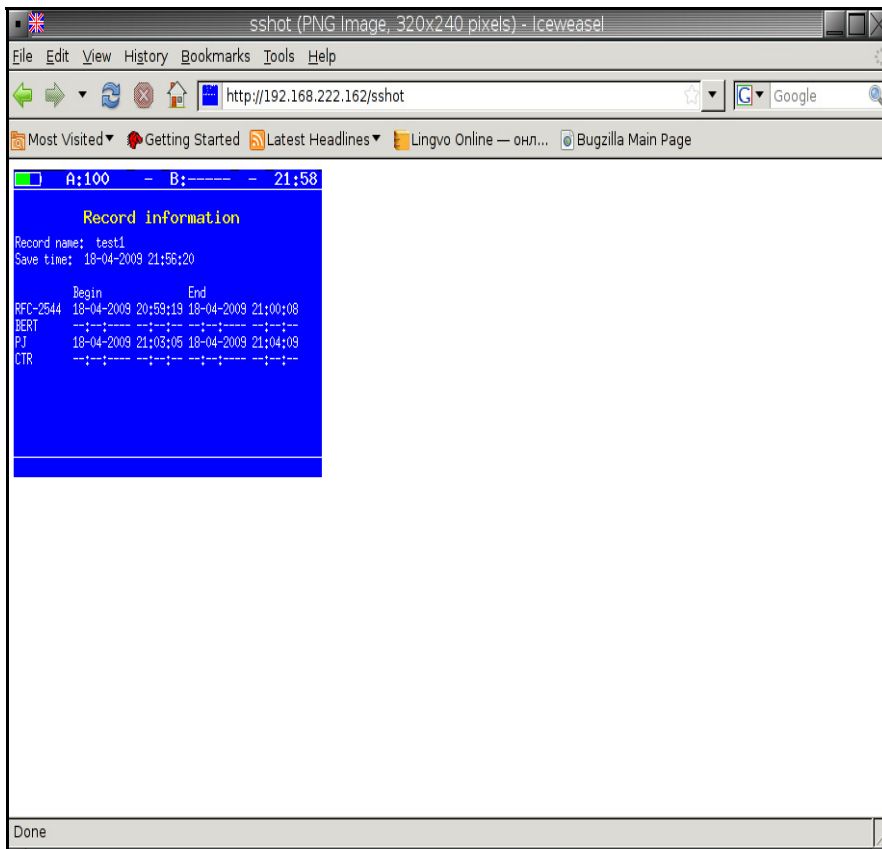 sshot (PNG Image, 320x240 pixels) - Iceweasel
File Edit View History Bookmarks Tools Help
http://192.168.222.162/sshot G Google
Most Visited Getting Started Latest Headlines Lingvo Online — онл... Bugzilla Main Page
A:100 - B:----- - 21:58
Record information
Record name: test1
Save time: 18-04-2009 21:56:20
Begin End
RFC-2544 18-04-2009 20:59:19 18-04-2009 21:00:08
BERT --:--:---- --:--:-- --:--:---- --:--:--
PJ 18-04-2009 21:03:05 18-04-2009 21:04:09
CTR --:--:---- --:--:-- --:--:---- --:--:--
Done